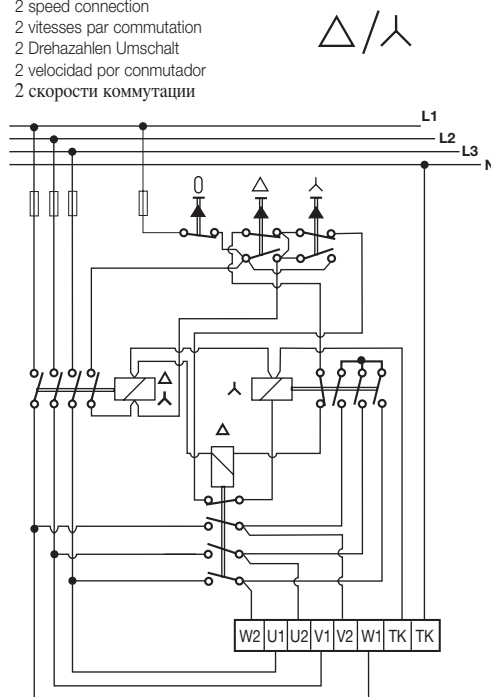 2 speed connection
2 vitesses par commutation
2 Drehazahlen Umschalt
2 velocidad por conmutador
2 скорости коммутации
L1
L2
L3
N
W2 U1 U2 V1 V2 W1 TK TK